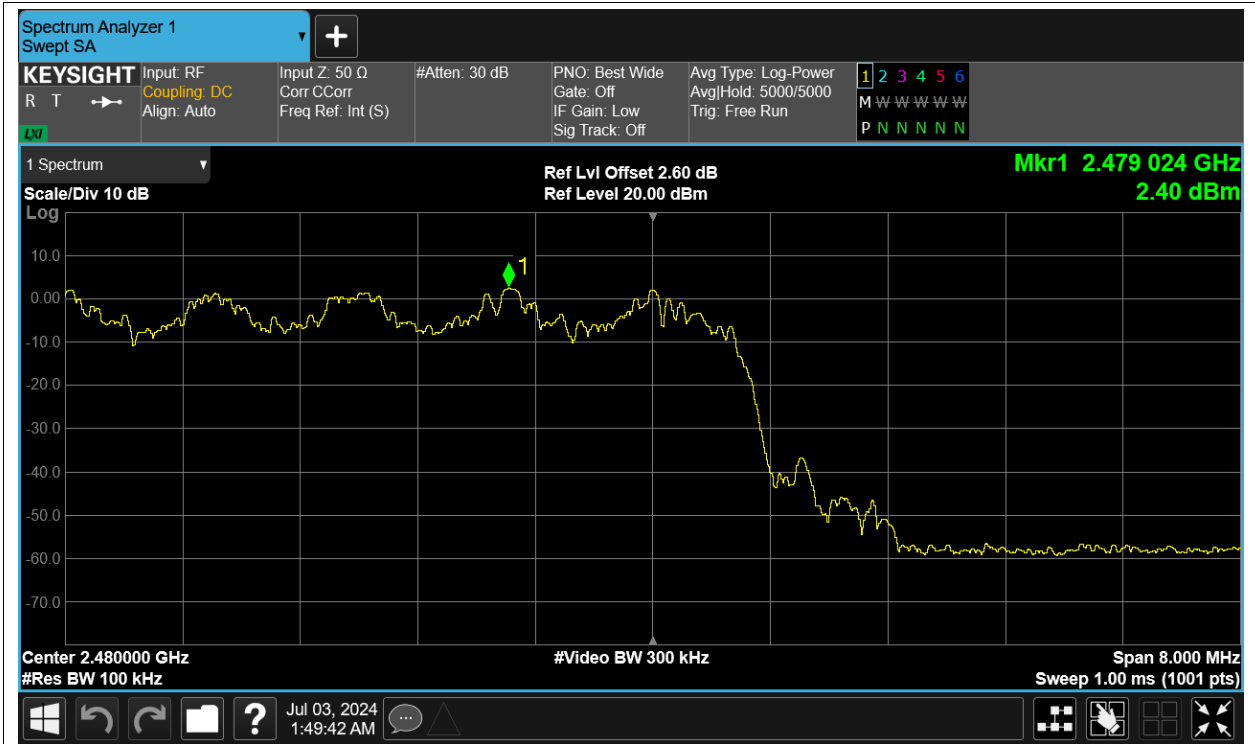 Spectrum Analyzer 1
Swept SA
KEYSIGHT
R T
LXI
Input: RF
Coupling: DC
Align: Auto
Input Z: 50 Ω
Corr CCorr
Freq Ref: Int (S)
#Atten: 30 dB
PNO: Best Wide
Gate: Off
IF Gain: Low
Sig Track: Off
Avg Type: Log-Power
Avg|Hold: 5000/5000
Trig: Free Run
1 2 3 4 5 6
M W W W W W
P N N N N N
1 Spectrum
Scale/Div 10 dB
Log
Ref Lvl Offset 2.60 dB
Ref Level 20.00 dBm
Mkr1 2.479 024 GHz
2.40 dBm
1
10.0
0.00
-10.0
-20.0
-30.0
-40.0
-50.0
-60.0
-70.0
Center 2.480000 GHz
#Video BW 300 kHz
Span 8.000 MHz
#Res BW 100 kHz
Sweep 1.00 ms (1001 pts)
?
Jul 03, 2024
1:49:42 AM